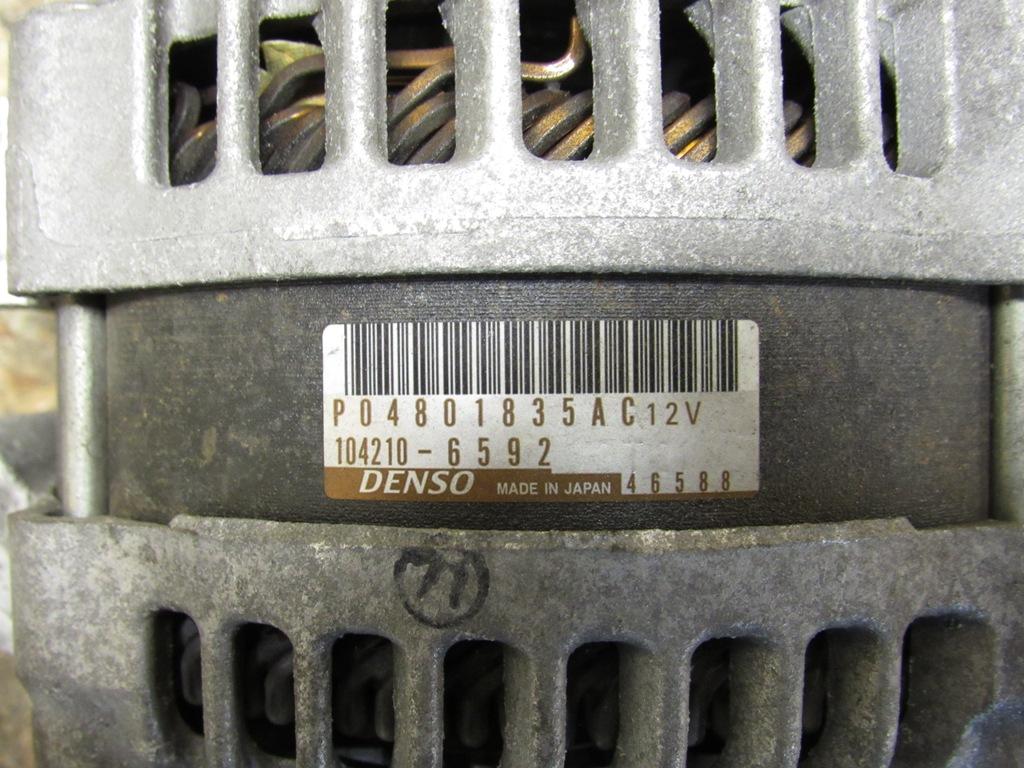 P04801835AC 12V
104210-6592
DENSO MADE IN JAPAN 46588